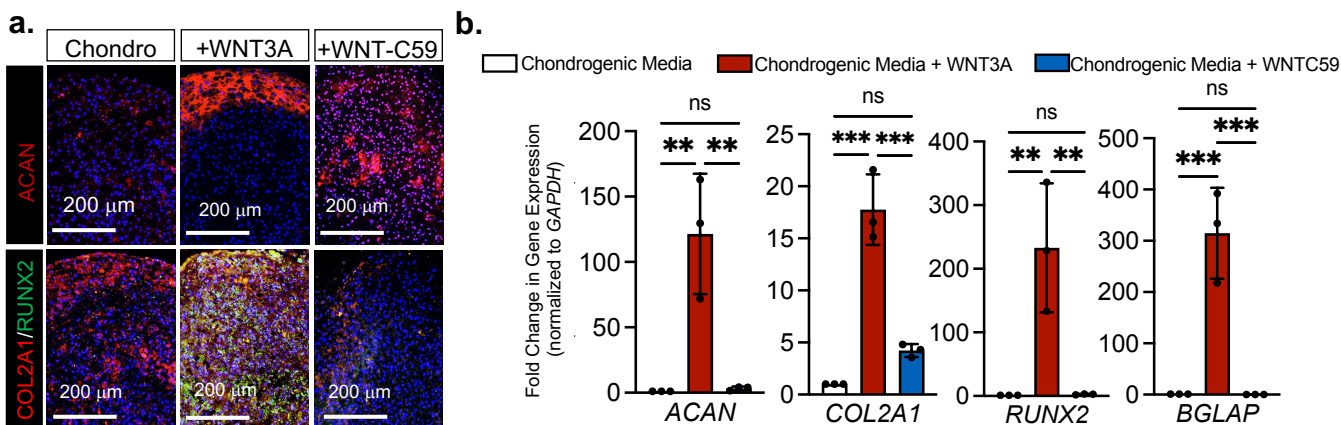 a.
Chondro +WNT3A +WNT-C59
ACAN
200 μm 200 μm 200 μm
COL2A1/RUNX2
200 μm 200 μm 200 μm
b.
Chondrogenic Media Chondrogenic Media + WNT3A Chondrogenic Media + WNTC59
Fold Change in Gene Expression
(normalized to GAPDH)
ns
** **
200
150
100
50
0
ACAN
ns
*** ***
25
20
15
10
5
0
COL2A1
ns
** **
400
300
200
100
0
RUNX2
ns
***
***
500
400
300
200
100
0
BGLAP